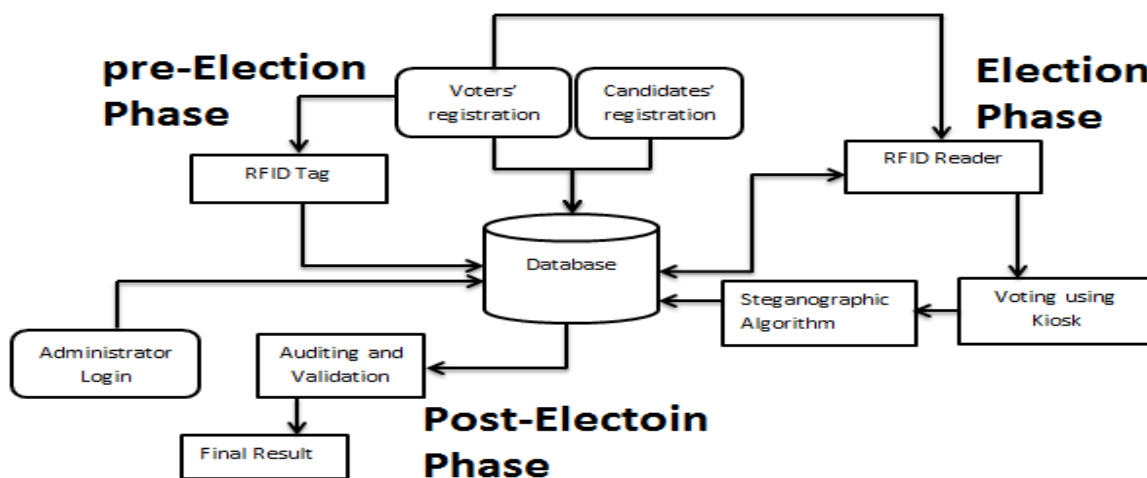 pre-Election
Phase
Voters’
registration
Candidates’
registration
Election
Phase
RFID Tag
RFID Reader
Database
Steganographic
Algorithm
Voting using
Kiosk
Administrator
Login
Auditing and
Validation
Final Result
Post-Electoin
Phase